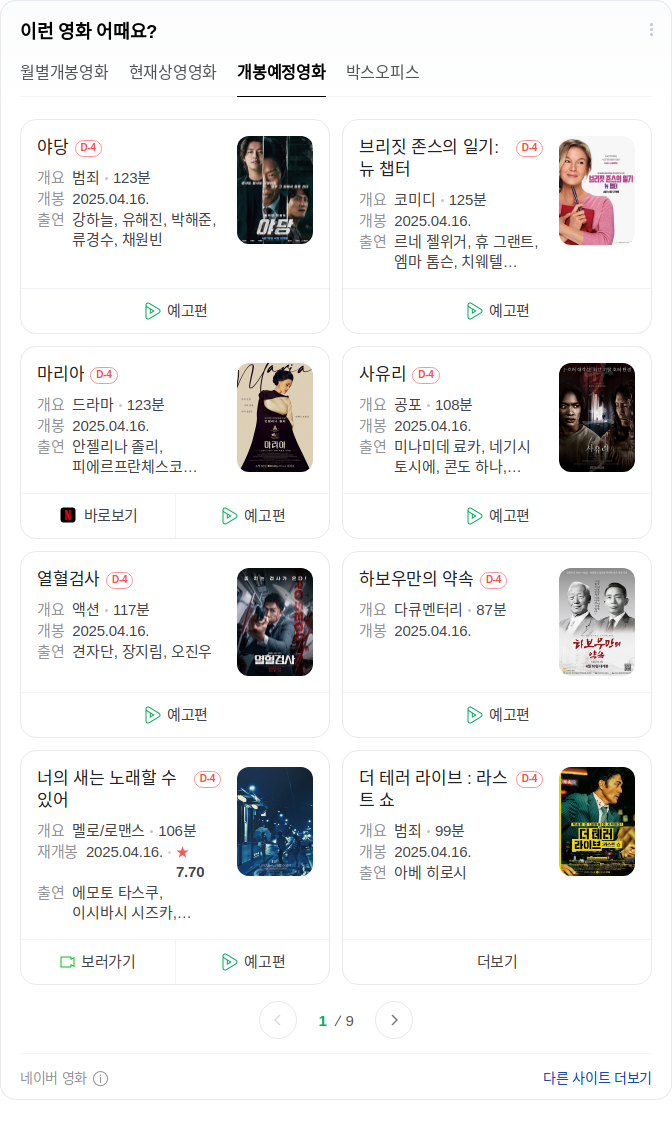 이런 영화 어때요?
월별개봉영화 현재상영영화 개봉예정영화 박스오피스
야당 D-4
개요 범죄 · 123분
개봉 2025.04.16.
출연 강하늘, 유해진, 박해준,
류경수, 채원빈
야당
예고편
브리짓 존스의 일기: D-4
뉴 챕터
개요 코미디 · 125분
개봉 2025.04.16.
출연 르네 젤위거, 휴 그랜트,
엠마 톰슨, 치웨텔...
브리짓 존스의 일기
뉴 챕터
예고편
마리아 D-4
개요 드라마 · 123분
개봉 2025.04.16.
출연 안젤리나 졸리,
피에르프란체스코...
Maria
마리아
바로보기 예고편
사유리 D-4
개요 공포 · 108분
개봉 2025.04.16.
출연 미나미데 료카, 네기시
토시에, 콘도 하나,...
사유리
예고편
열혈검사 D-4
개요 액션 · 117분
개봉 2025.04.16.
출연 견자단, 장지림, 오진우
열혈검사
예고편
하보우만의 약속 D-4
개요 다큐멘터리 · 87분
개봉 2025.04.16.
하보우만의
약속
예고편
너의 새는 노래할 수 D-4
있어
개요 멜로/로맨스 · 106분
재개봉 2025.04.16. · ★
7.70
출연 에모토 타스쿠,
이시바시 시즈카,...
보러가기 예고편
더 테러 라이브 : 라스 D-4
트 쇼
개요 범죄 · 99분
개봉 2025.04.16.
출연 아베 히로시
더 테러
라이브 라스트 쇼
더보기
1 / 9
네이버 영화
다른 사이트 더보기